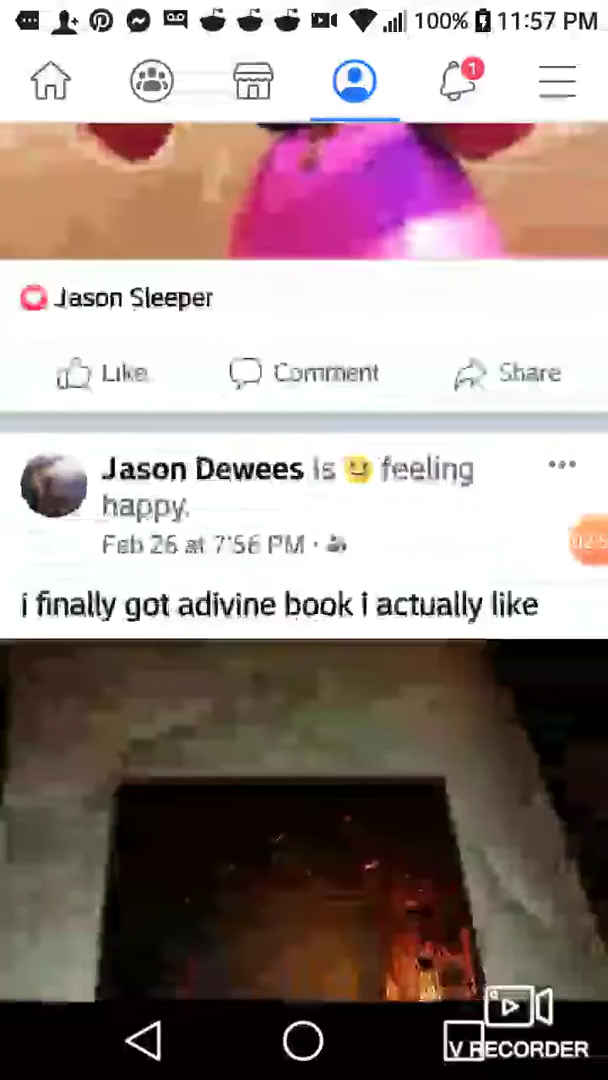 100% 11:57 PM
1
Jason Sleeper
Like Comment Share
Jason Dewees is feeling
happy.
Feb 26 at 7:56 PM
i finally got adivine book i actually like
V RECORDER